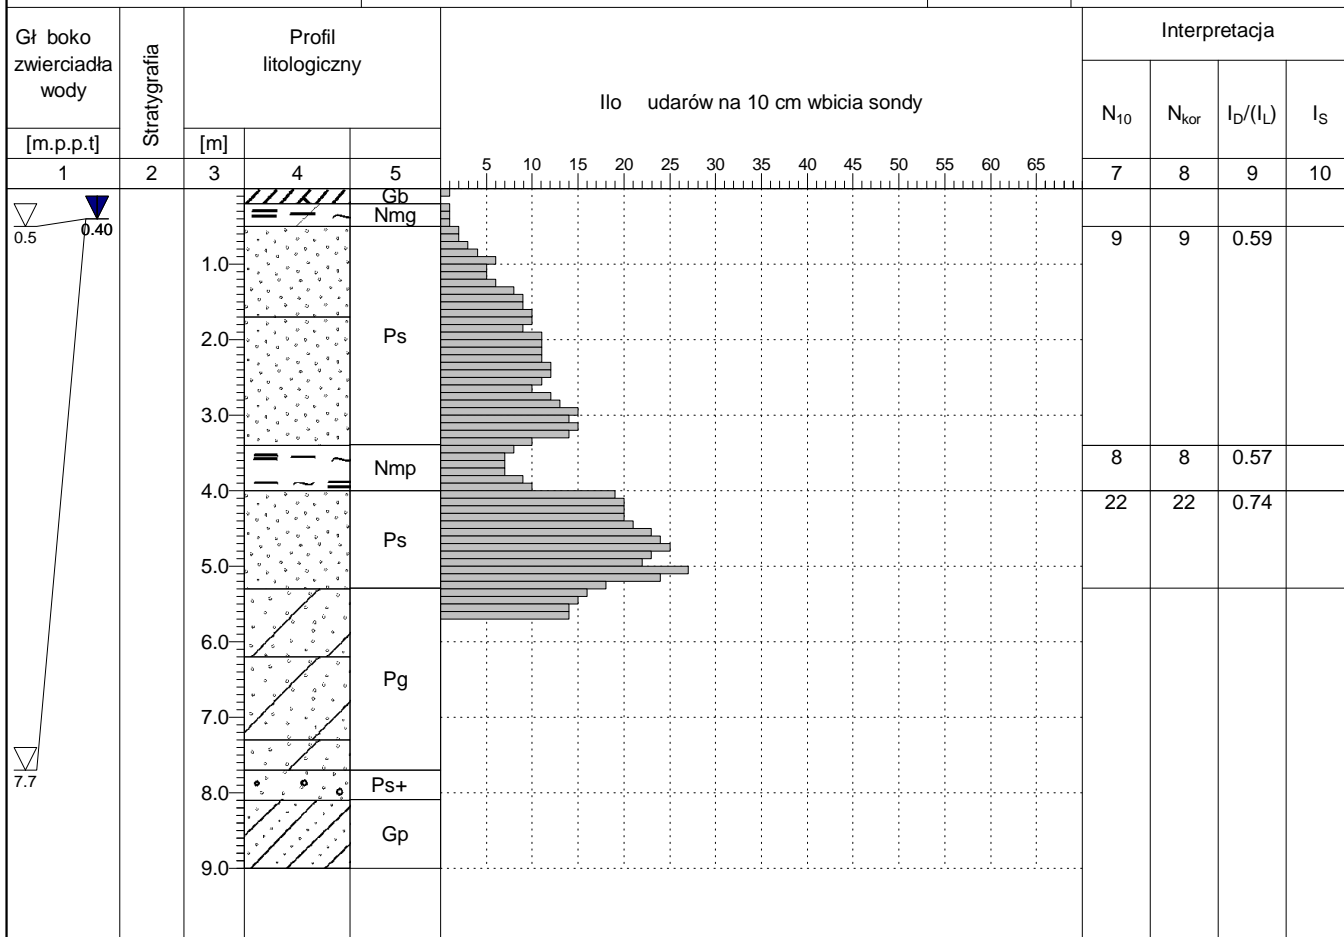 Gł boko
zwierciadła
wody
[m.p.p.t]
Stratygrafia
Profil
litologiczny
[m]
Ilo udarów na 10 cm wbicia sondy
Interpretacja
N10 Nkor ID/(IL) IS
5 10 15 20 25 30 35 40 45 50 55 60 65
1 2 3 4 5 7 8 9 10
Gb
Nmg
0.5 0.40
9 9 0.59
1.0
2.0
Ps
3.0
8 8 0.57
Nmp
4.0
22 22 0.74
Ps
5.0
6.0
Pg
7.0
7.7
Ps+
8.0
Gp
9.0